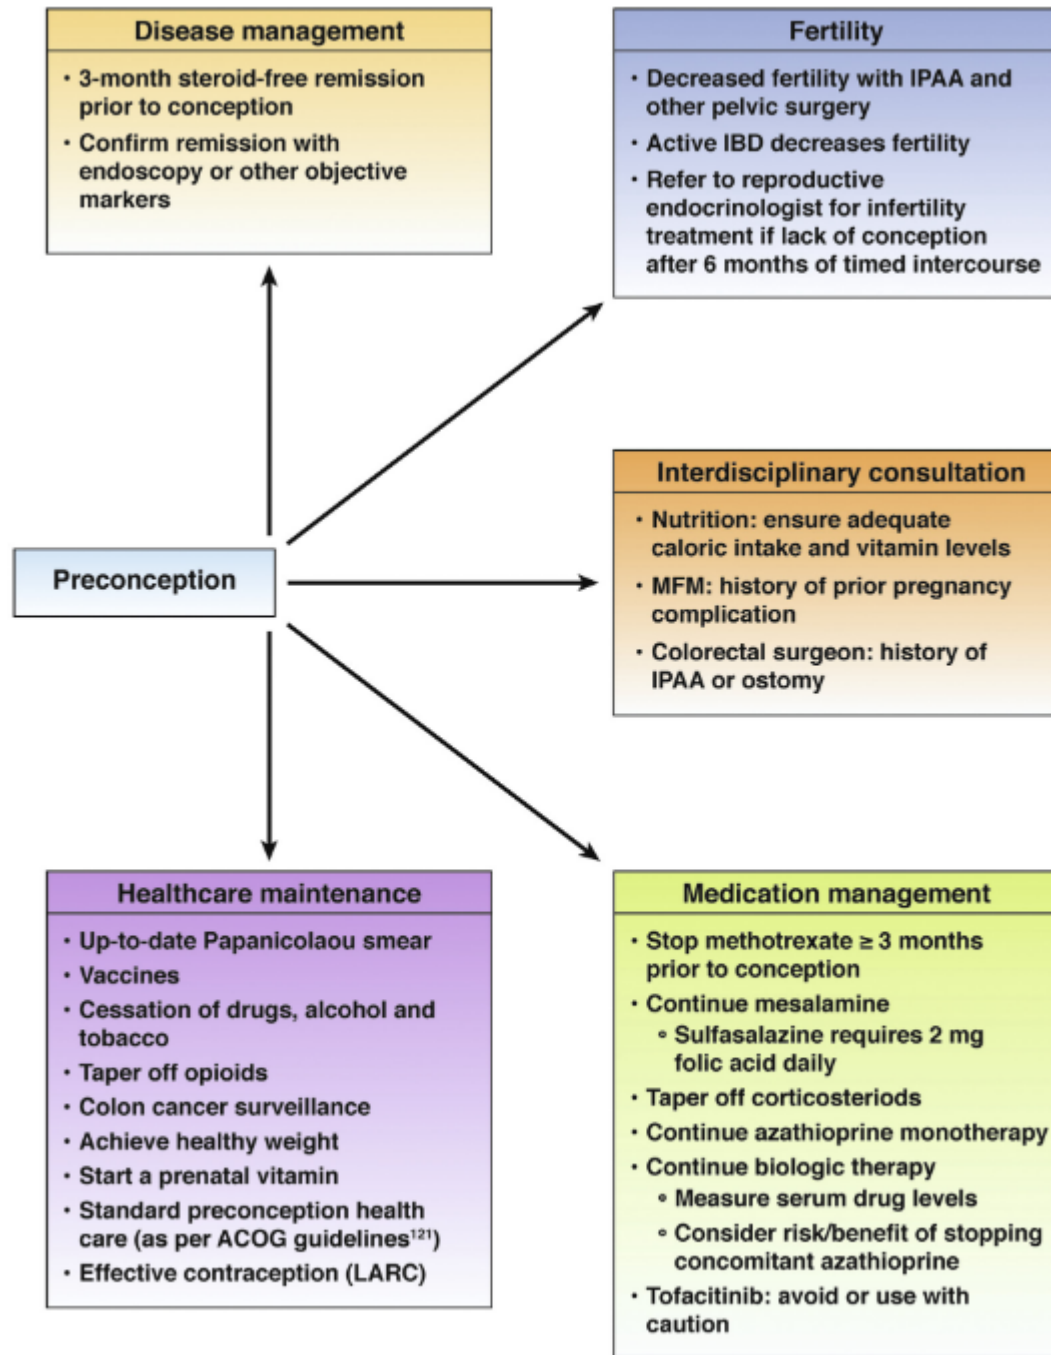 Disease management
• 3-month steroid-free remission
prior to conception
• Confirm remission with
endoscopy or other objective
markers
Fertility
• Decreased fertility with IPAA and
other pelvic surgery
• Active IBD decreases fertility
• Refer to reproductive
endocrinologist for infertility
treatment if lack of conception
after 6 months of timed intercourse
Preconception
Interdisciplinary consultation
• Nutrition: ensure adequate
caloric intake and vitamin levels
• MFM: history of prior pregnancy
complication
• Colorectal surgeon: history of
IPAA or ostomy
Healthcare maintenance
• Up-to-date Papanicolaou smear
• Vaccines
• Cessation of drugs, alcohol and
tobacco
• Taper off opioids
• Colon cancer surveillance
• Achieve healthy weight
• Start a prenatal vitamin
• Standard preconception health
care (as per ACOG guidelines¹²¹)
• Effective contraception (LARC)
Medication management
• Stop methotrexate ≥ 3 months
prior to conception
• Continue mesalamine
∘ Sulfasalazine requires 2 mg
folic acid daily
• Taper off corticosteriods
• Continue azathioprine monotherapy
• Continue biologic therapy
∘ Measure serum drug levels
∘ Consider risk/benefit of stopping
concomitant azathioprine
• Tofacitinib: avoid or use with
caution